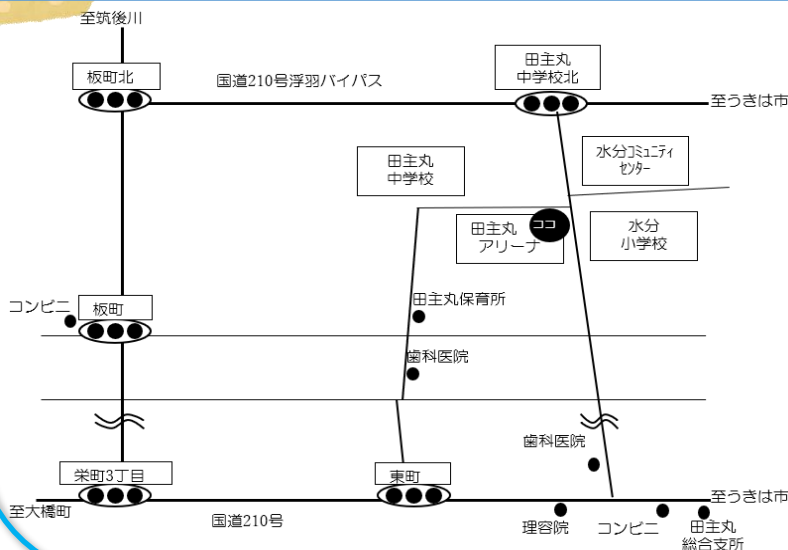 至筑後川
板町北
国道210号浮羽バイパス
田主丸
中学校北
至うきは市
田主丸
中学校
水分コミュニティ
センター
田主丸
アリーナ
ココ
水分
小学校
コンビニ
板町
田主丸保育所
歯科医院
歯科医院
栄町3丁目
東町
至大橋町
国道210号
理容院
コンビニ
田主丸
総合支所
至うきは市